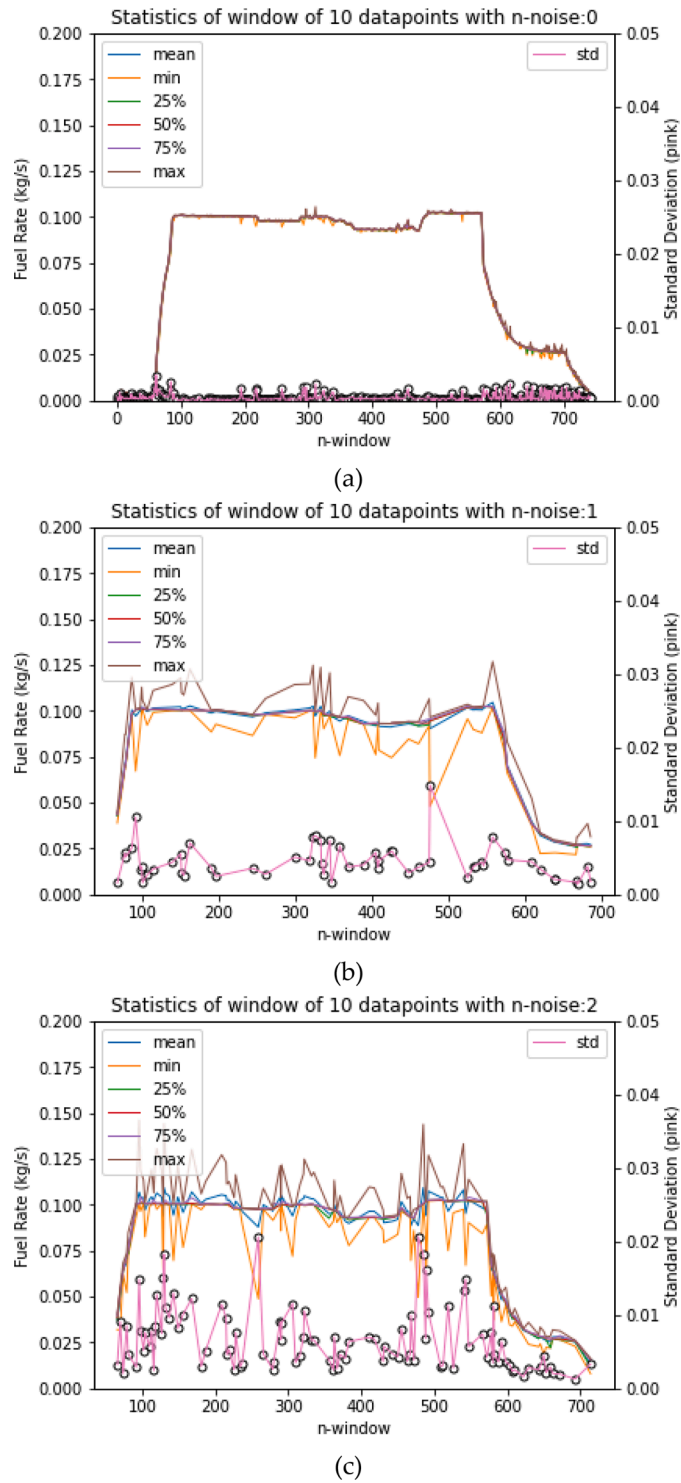 Statistics of window of 10 datapoints with n-noise:0
0.200
0.175
0.150
0.125
0.100
0.075
0.050
0.025
0.000
Fuel Rate (kg/s)
mean
min
25%
50%
75%
max
std
0.05
0.04
0.03
0.02
0.01
0.00
Standard Deviation (pink)
0 100 200 300 400 500 600 700
n-window
(a)
Statistics of window of 10 datapoints with n-noise:1
0.200
0.175
0.150
0.125
0.100
0.075
0.050
0.025
0.000
Fuel Rate (kg/s)
mean
min
25%
50%
75%
max
std
0.05
0.04
0.03
0.02
0.01
0.00
Standard Deviation (pink)
100 200 300 400 500 600 700
n-window
(b)
Statistics of window of 10 datapoints with n-noise:2
0.200
0.175
0.150
0.125
0.100
0.075
0.050
0.025
0.000
Fuel Rate (kg/s)
mean
min
25%
50%
75%
max
std
0.05
0.04
0.03
0.02
0.01
0.00
Standard Deviation (pink)
100 200 300 400 500 600 700
n-window
(c)